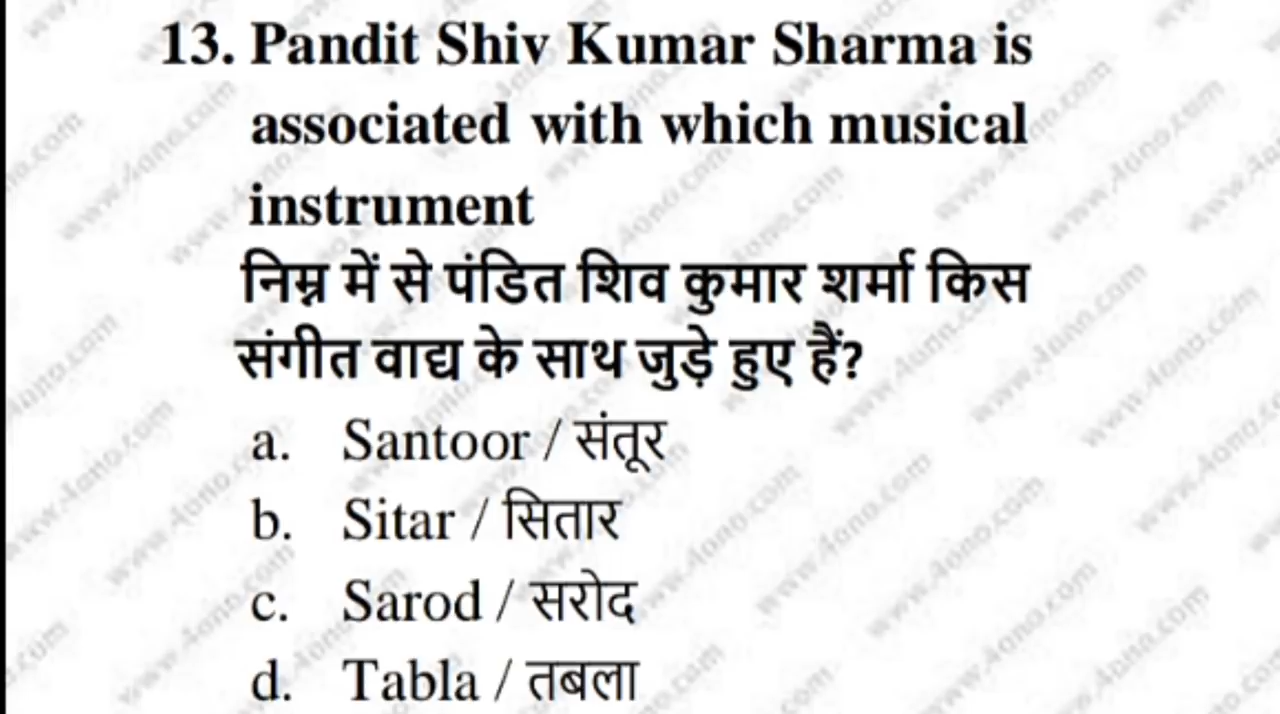 13. Pandit Shiv Kumar Sharma is
associated with which musical
instrument
निम्न में से पंडित शिव कुमार शर्मा किस
संगीत वाद्य के साथ जुड़े हुए हैं?
a. Santoor / संतूर
b. Sitar / सितार
c. Sarod / सरोद
d. Tabla / तबला